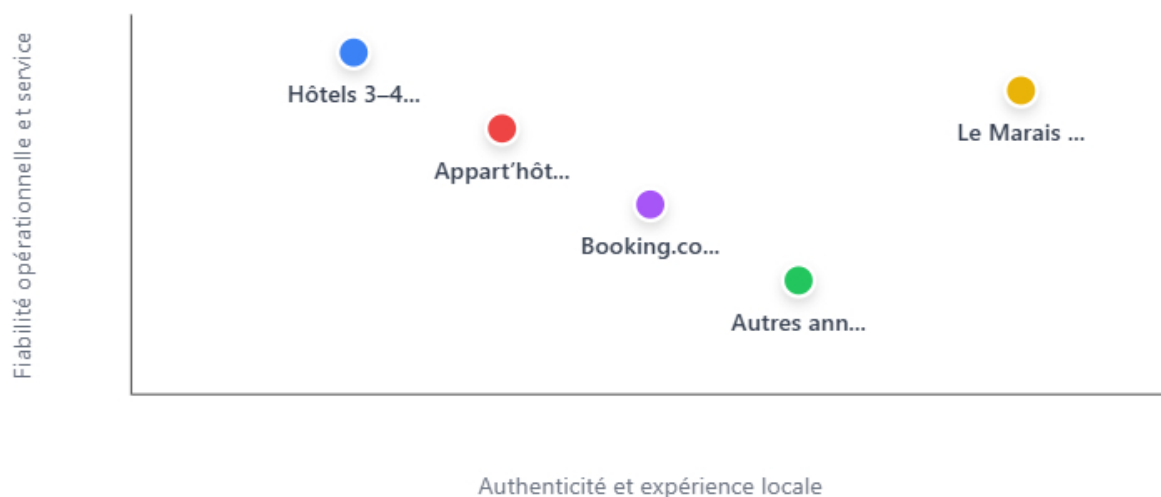 Fiabilité opérationnelle et service
Hôtels 3–4...
Le Marais ...
Appart’hôt...
Booking.co...
Autres ann...
Authenticité et expérience locale